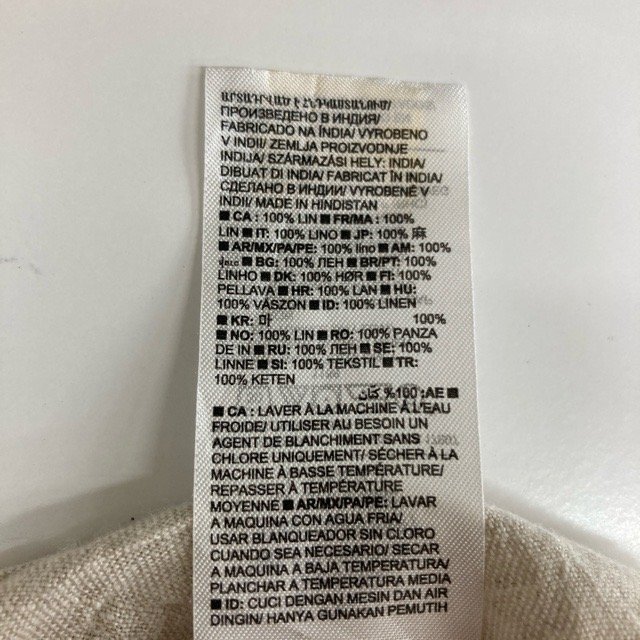 ՊՐՈԻԶՎԵԴԵՆՈ
ПРОИЗВЕДЕНО В ИНДИЯ/
FABRICADO NA ÍNDIA/ VYROBENO
V INDII/ ZEMLJA PROIZVODNJE
INDIJA/ SZÁRMAZÁSI HELY: INDIA/
DIBUAT DI INDIA/ FABRICAT ÎN INDIA/
СДЕЛАНО В ИНДИИ/ VYROBENÉ V
INDII/ MADE IN HINDISTAN
■ CA : 100% LIN ■ FR/MA : 100%
LIN ■ IT: 100% LINO ■ JP: 100% 麻
■ AR/MX/PA/PE: 100% lino ■ AM: 100%
■ BG: 100% ЛЕН ■ BR/PT: 100%
LINHO ■ DK: 100% HØR ■ FI: 100%
PELLAVA ■ HR: 100% LAN ■ HU:
100% VÁSZON ■ ID: 100% LINEN
■ KR: 마 100%
■ NO: 100% LIN ■ RO: 100% PANZA
DE IN ■ RU: 100% ЛЕН ■ SE: 100%
LINNE ■ SI: 100% TEKSTIL ■ TR:
100% KETEN
■ AE: 100% كتان
■ CA : LAVER À LA MACHINE À L'EAU
FROIDE/ UTILISER AU BESOIN UN
AGENT DE BLANCHIMENT SANS
CHLORE UNIQUEMENT/ SÉCHER À LA
MACHINE À BASSE TEMPÉRATURE/
REPASSER À TEMPÉRATURE
MOYENNE ■ AR/MX/PA/PE: LAVAR
A MAQUINA CON AGUA FRIA/
USAR BLANQUEADOR SIN CLORO
CUANDO SEA NECESARIO/ SECAR
A MAQUINA A BAJA TEMPERATURA/
PLANCHAR A TEMPERATURA MEDIA
■ ID: CUCI DENGAN MESIN DAN AIR
DINGIN/ HANYA GUNAKAN PEMUTIH